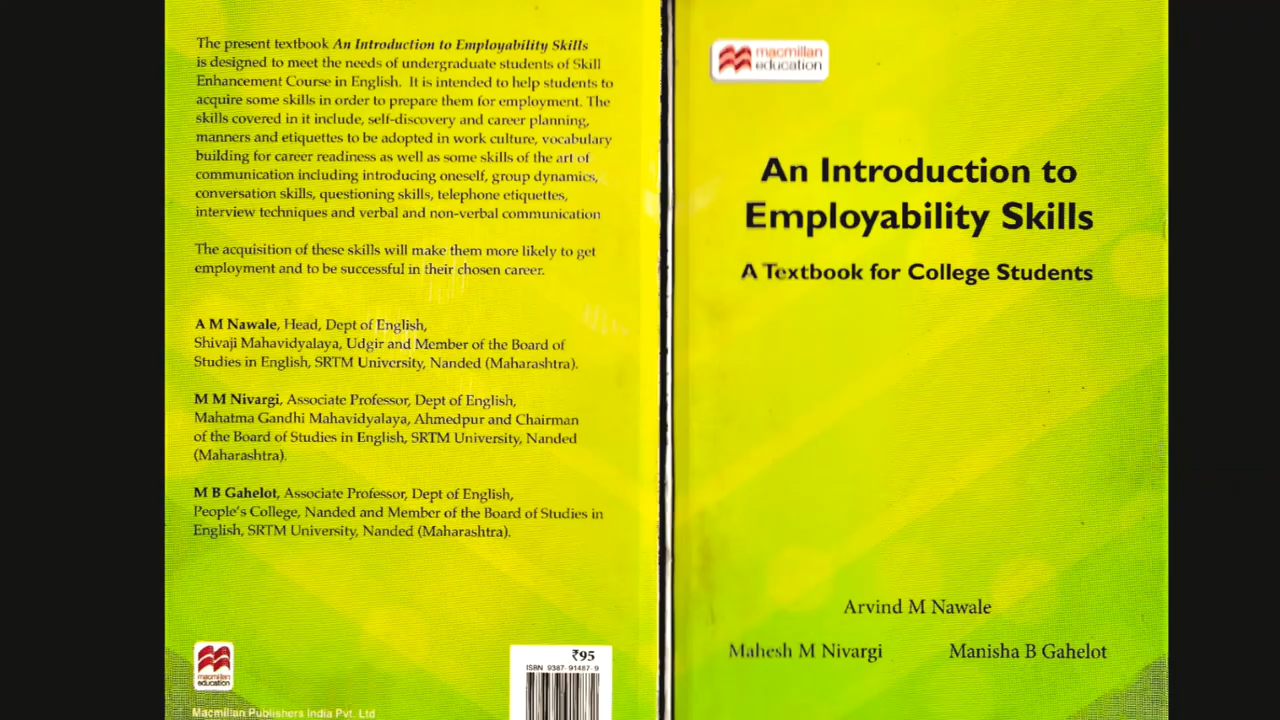 The present textbook An Introduction to Employability Skills
is designed to meet the needs of undergraduate students of Skill
Enhancement Course in English. It is intended to help students to
acquire some skills in order to prepare them for employment. The
skills covered in it include, self-discovery and career planning,
manners and etiquettes to be adopted in work culture, vocabulary
building for career readiness as well as some skills of the art of
communication including introducing oneself, group dynamics,
conversation skills, questioning skills, telephone etiquettes,
interview techniques and verbal and non-verbal communication
The acquisition of these skills will make them more likely to get
employment and to be successful in their chosen career.
A M Nawale, Head, Dept of English,
Shivaji Mahavidyalaya, Udgir and Member of the Board of
Studies in English, SRTM University, Nanded (Maharashtra).
M M Nivargi, Associate Professor, Dept of English,
Mahatma Gandhi Mahavidyalaya, Ahmedpur and Chairman
of the Board of Studies in English, SRTM University, Nanded
(Maharashtra).
M B Gahelot, Associate Professor, Dept of English,
People's College, Nanded and Member of the Board of Studies in
English, SRTM University, Nanded (Maharashtra).
macmillan
education
₹95
ISBN 9387-91487-9
Macmillan Publishers India Pvt. Ltd
macmillan
education
An Introduction to
Employability Skills
A Textbook for College Students
Arvind M Nawale
Mahesh M Nivargi
Manisha B Gahelot